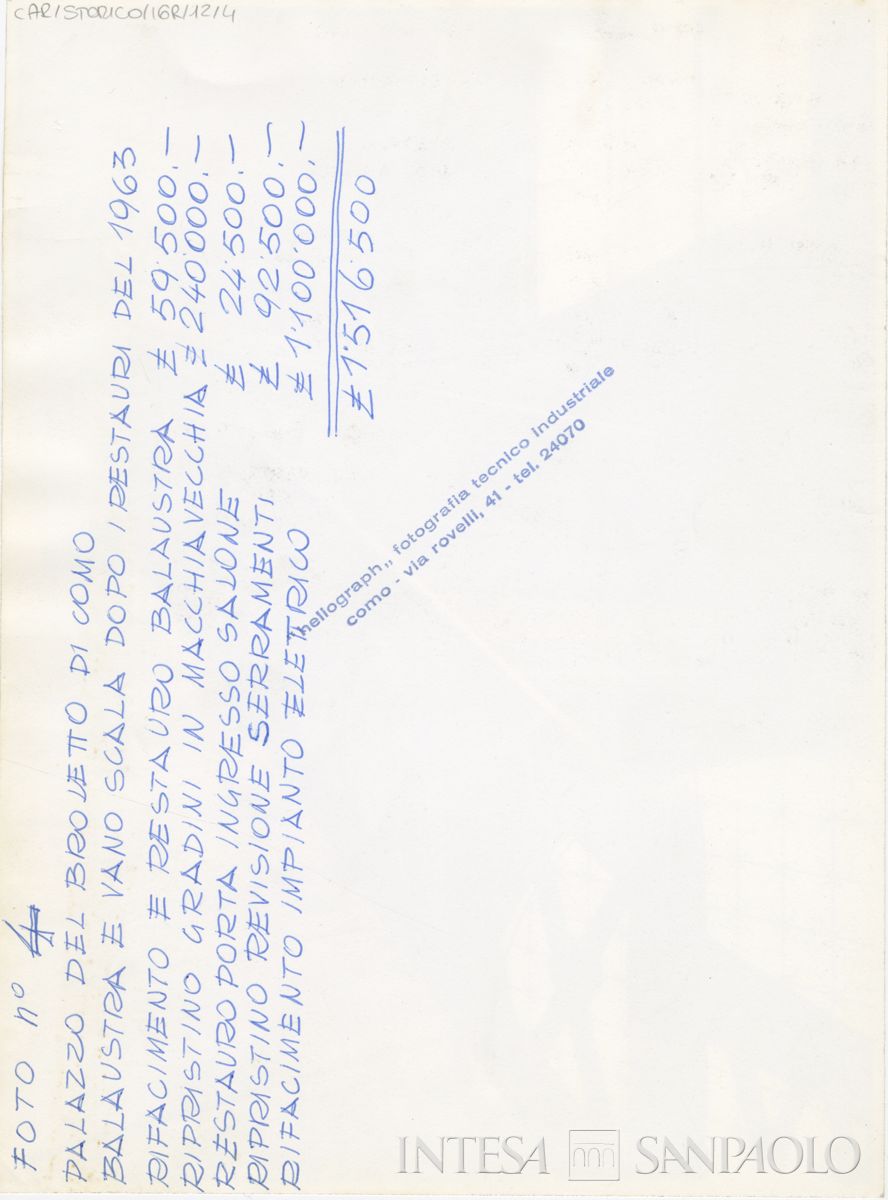 CAR/STORICO/IGR/12/4
FOTO n° 4
PALAZZO DEL BROLETTO DI COMO
BALAUSTRA E VANO SCALA DOPO I RESTAURI DEL 1963
RIFACIMENTO E RESTAURO BALAUSTRA £ 59'500.—
RIPRISTINO GRADINI IN MACCHIAVECCHIA £ 240'000.—
RESTAURO PORTA INGRESSO SALONE £ 24'500.—
RIPRISTINO REVISIONE SERRAMENTI £ 92'500.—
RIFACIMENTO IMPIANTO ELETTRICO £ 1'100'000.—
£ 1'516'500
heliograph„ fotografia tecnico industriale
como - via rovelli, 41 - tel. 24070
INTESA SANPAOLO